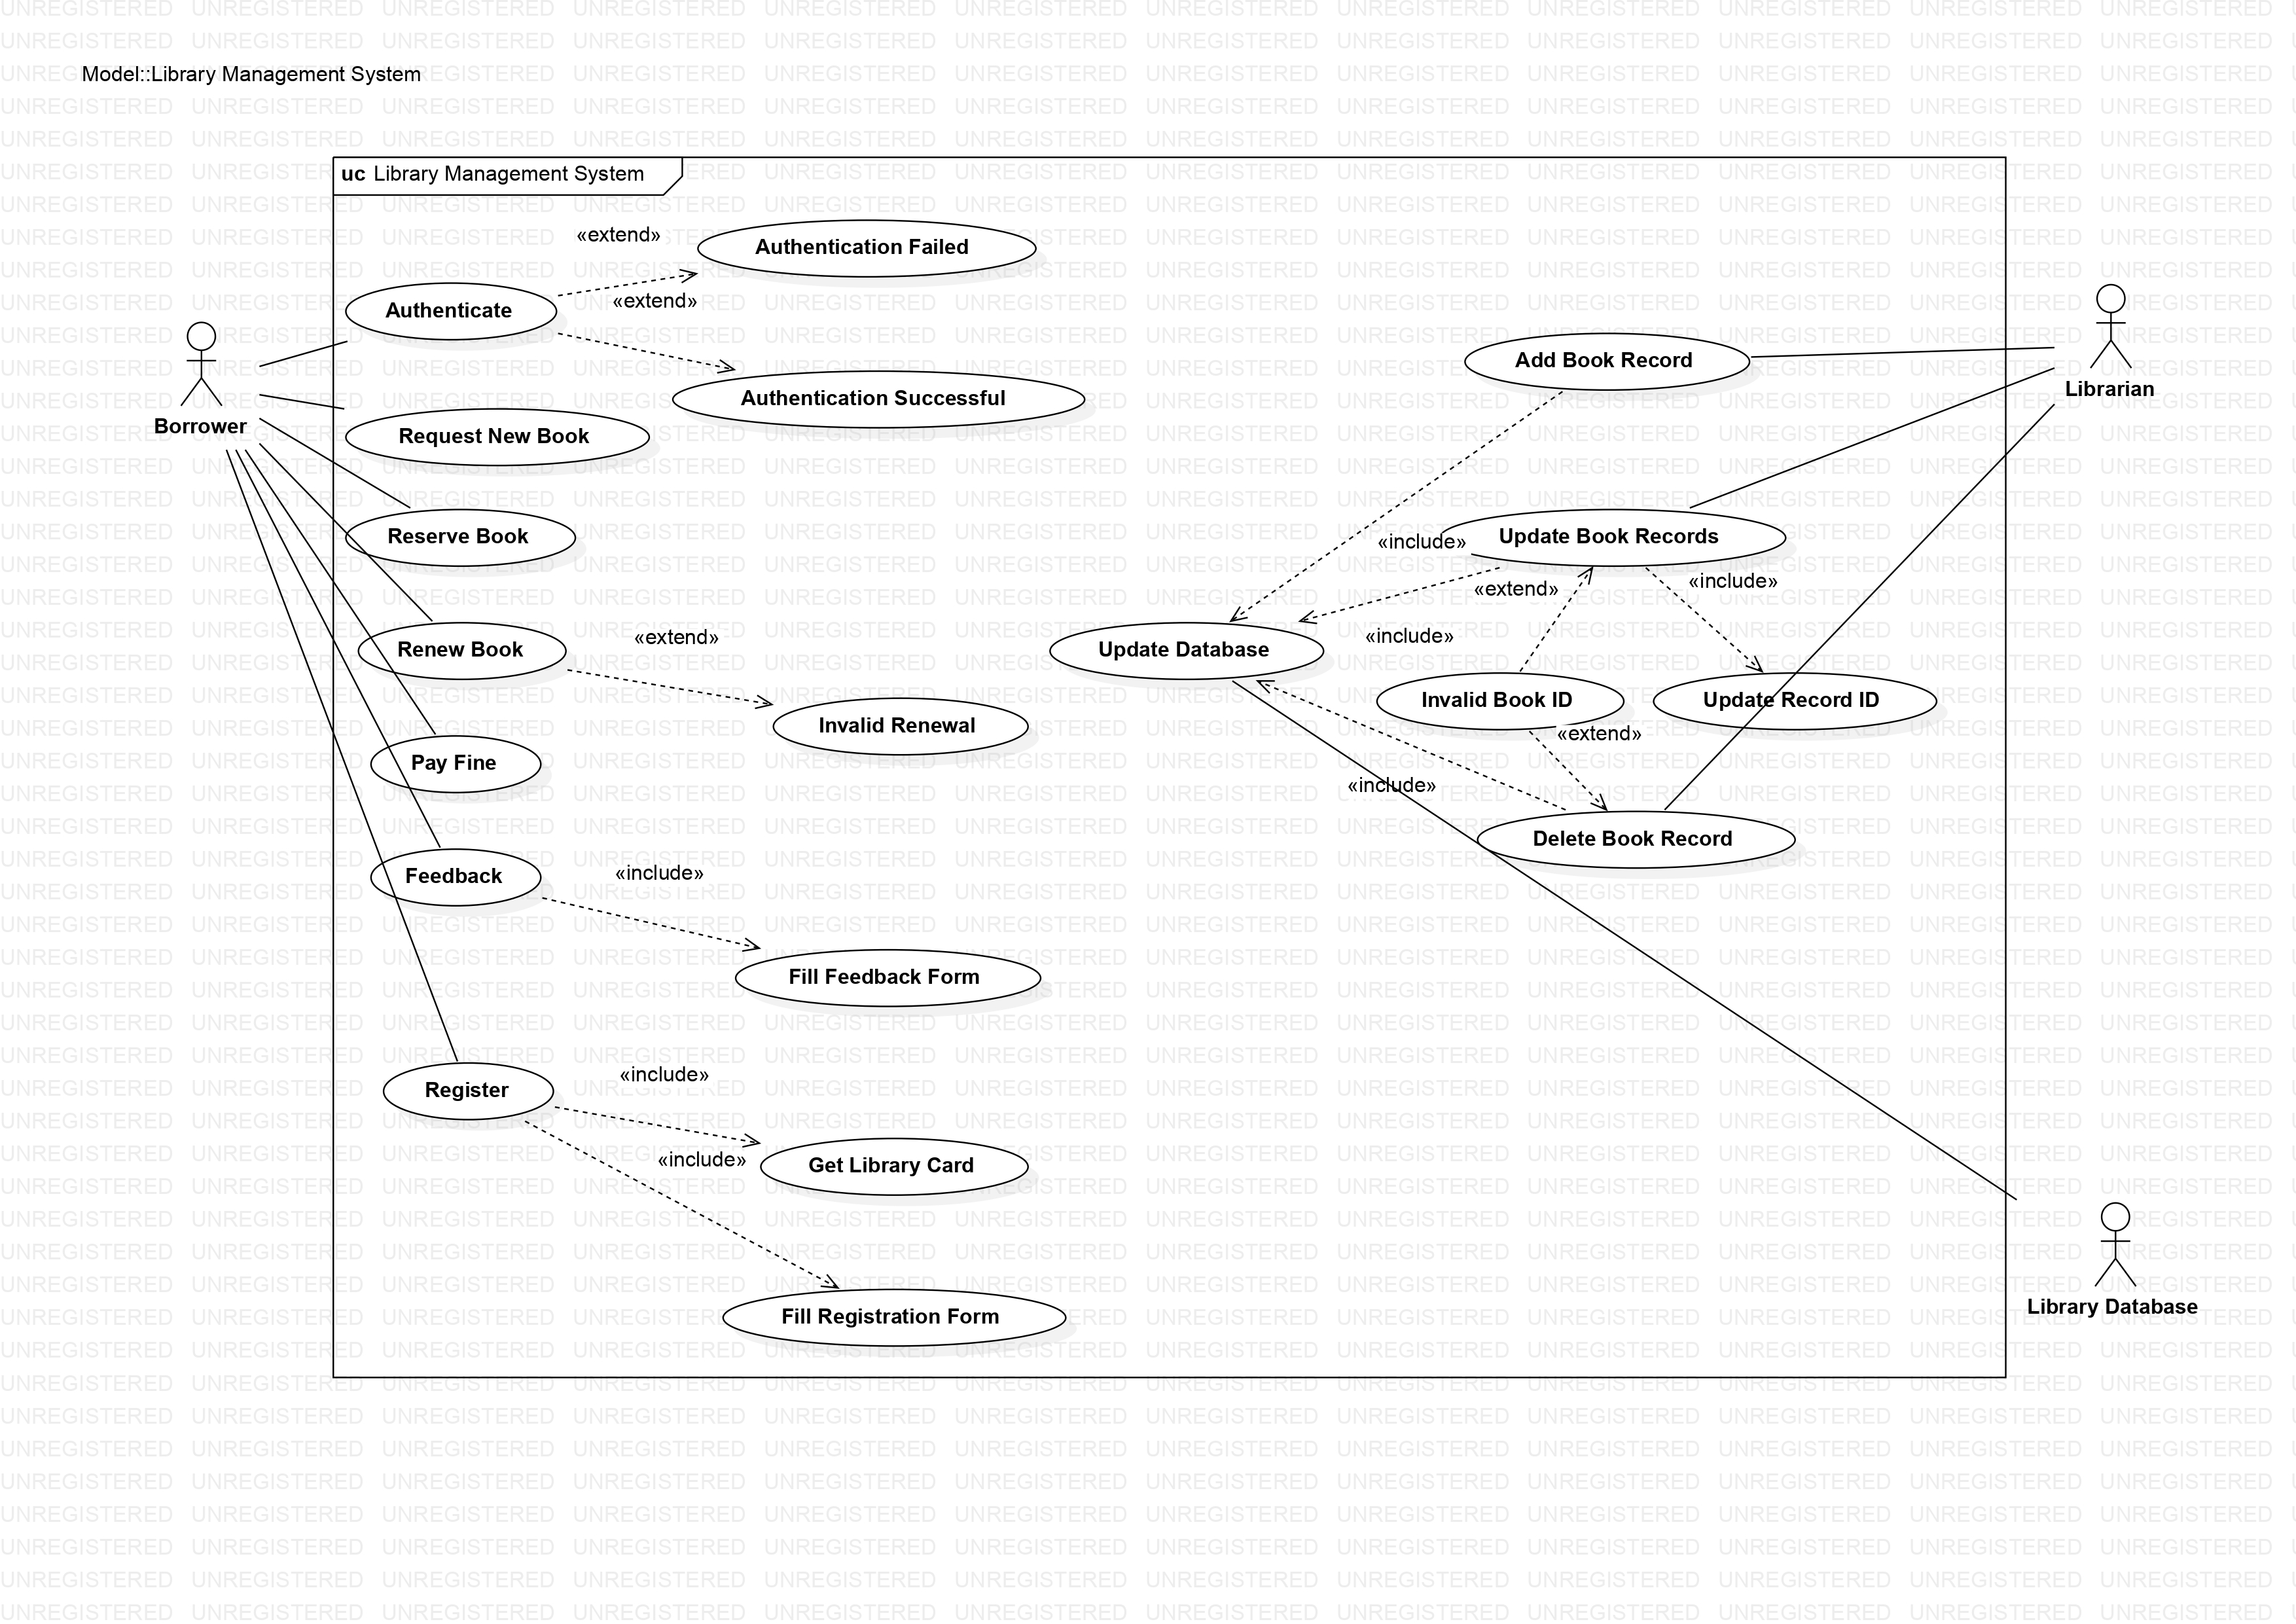 Model::Library Management System
uc Library Management System
«extend»
Authentication Failed
«extend»
Authenticate
Authentication Successful
Add Book Record
Librarian
Borrower
Request New Book
Reserve Book
Update Book Records
«include»
«extend»
«include»
«extend»
«include»
Renew Book
Update Database
Invalid Book ID
Update Record ID
Invalid Renewal
«extend»
Pay Fine
«include»
Delete Book Record
Feedback
«include»
Fill Feedback Form
«include»
Register
«include»
Get Library Card
Library Database
Fill Registration Form
UNREGISTERED